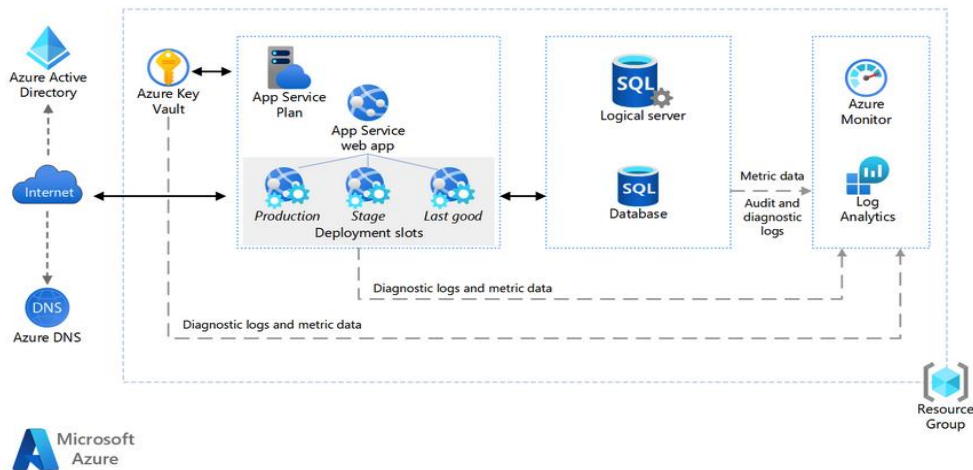 Azure Active
Directory
Internet
DNS
Azure DNS
Azure Key
Vault
App Service
Plan
App Service
web app
Production
Stage
Last good
Deployment slots
SQL
Logical server
SQL
Database
Metric data
Audit and
diagnostic
logs
Azure
Monitor
Log
Analytics
Diagnostic logs and metric data
Diagnostic logs and metric data
Resource
Group
Microsoft
Azure